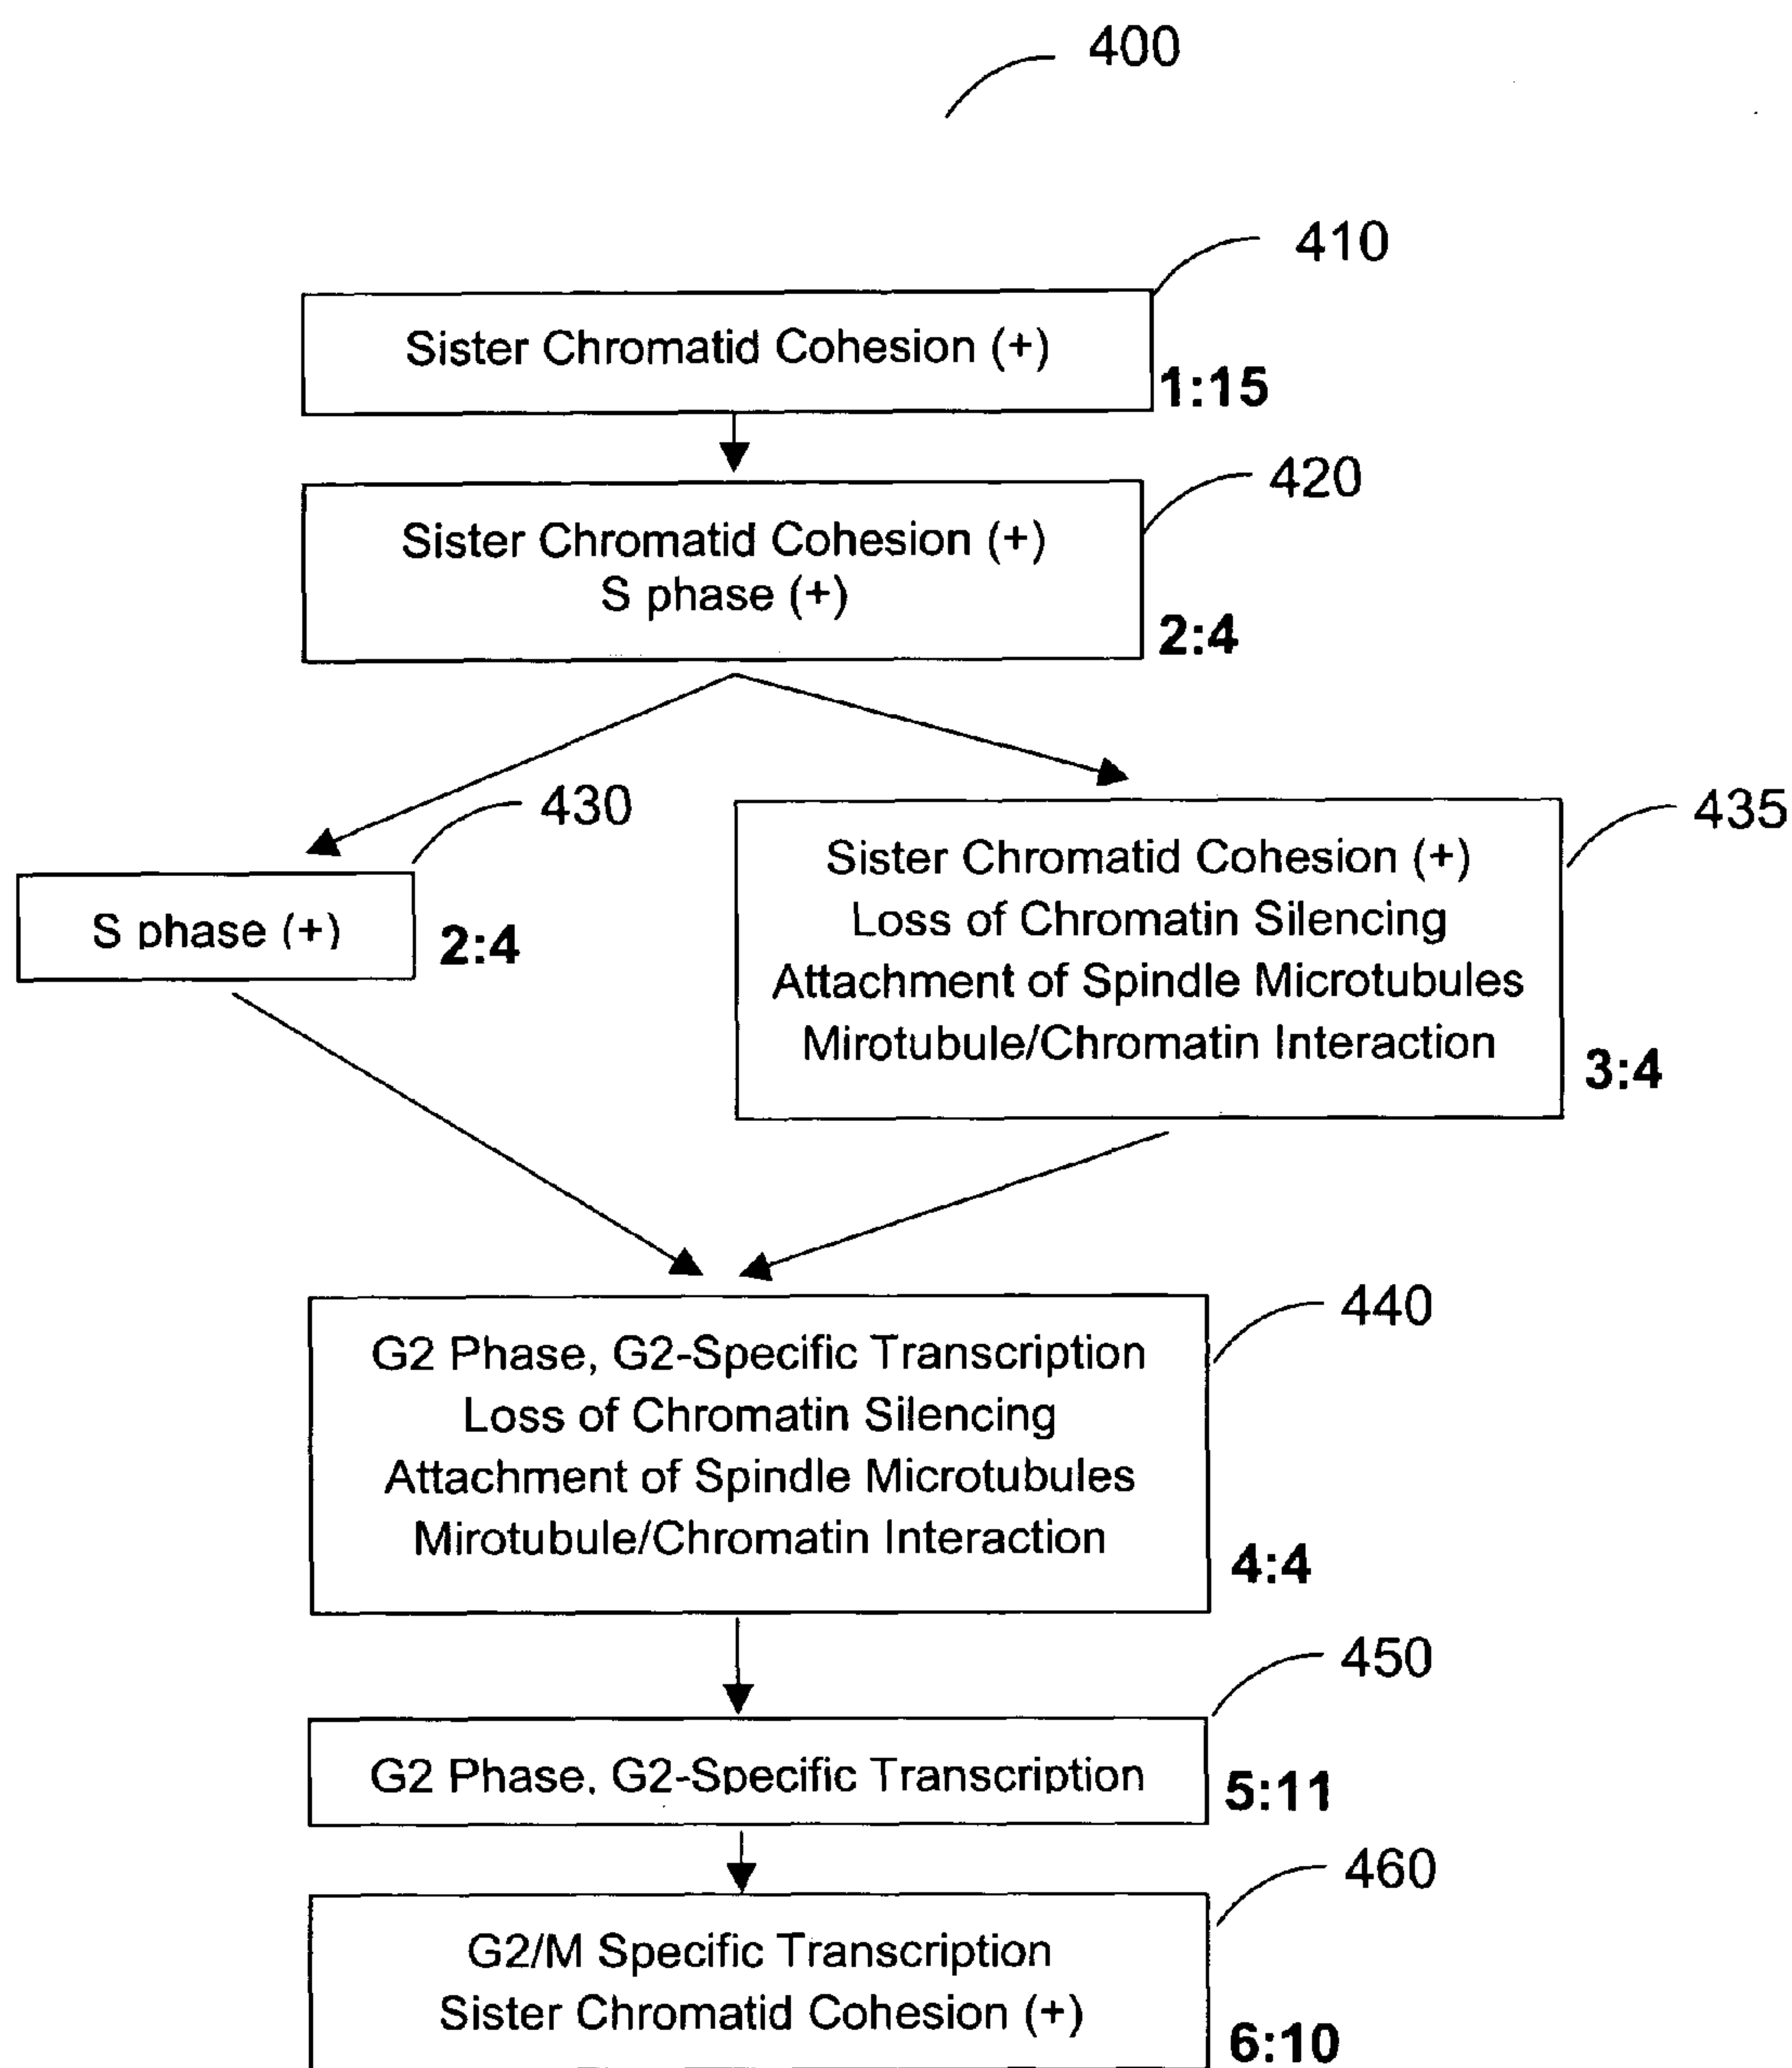 400
410
Sister Chromatid Cohesion (+)
1:15
420
Sister Chromatid Cohesion (+)
S phase (+)
2:4
430
S phase (+)
2:4
435
Sister Chromatid Cohesion (+)
Loss of Chromatin Silencing
Attachment of Spindle Microtubules
Mirotubule/Chromatin Interaction
3:4
440
G2 Phase, G2-Specific Transcription
Loss of Chromatin Silencing
Attachment of Spindle Microtubules
Mirotubule/Chromatin Interaction
4:4
450
G2 Phase, G2-Specific Transcription
5:11
460
G2/M Specific Transcription
Sister Chromatid Cohesion (+)
6:10